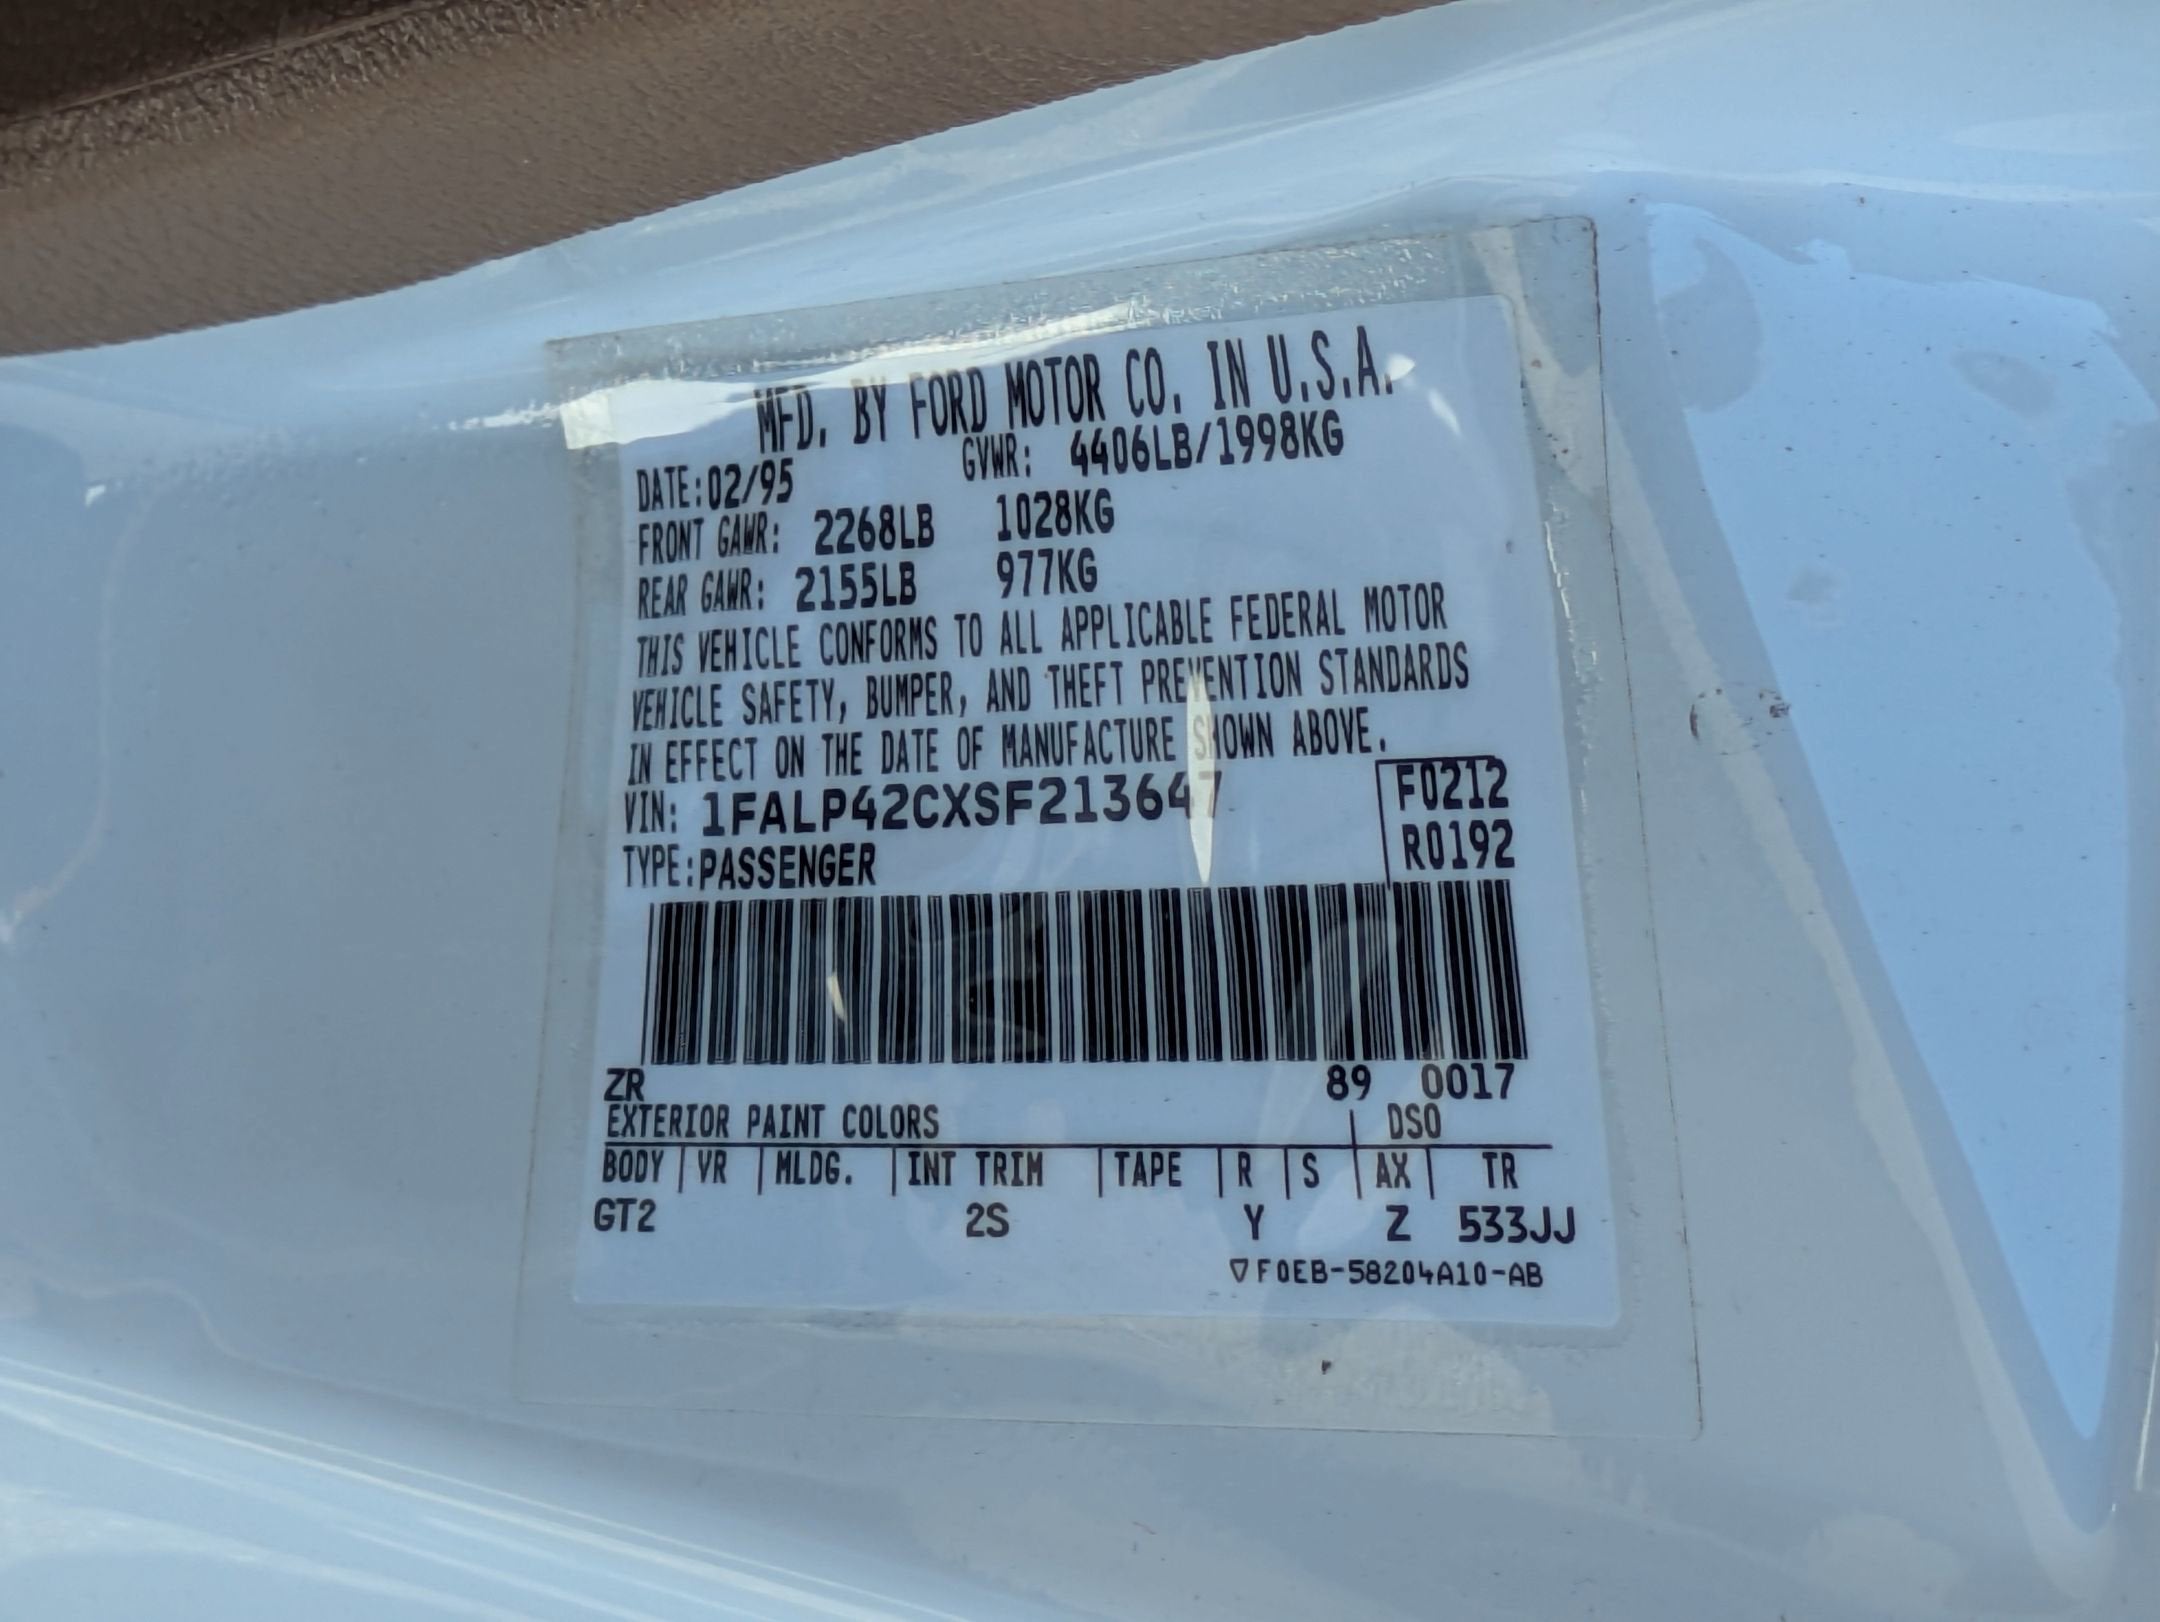 MFD. BY FORD MOTOR CO. IN U.S.A.
DATE:02/95 GVWR: 4406LB/1998KG
FRONT GAWR: 2268LB 1028KG
REAR GAWR: 2155LB 977KG
THIS VEHICLE CONFORMS TO ALL APPLICABLE FEDERAL MOTOR
VEHICLE SAFETY, BUMPER, AND THEFT PREVENTION STANDARDS
IN EFFECT ON THE DATE OF MANUFACTURE SHOWN ABOVE.
VIN: 1FALP42CXSF213647 F0212
TYPE:PASSENGER R0192
ZR 89 0017
EXTERIOR PAINT COLORS DSO
BODY VR MLDG. INT TRIM TAPE R S AX TR
GT2 2S Y Z 533JJ
F0EB-58204A10-AB